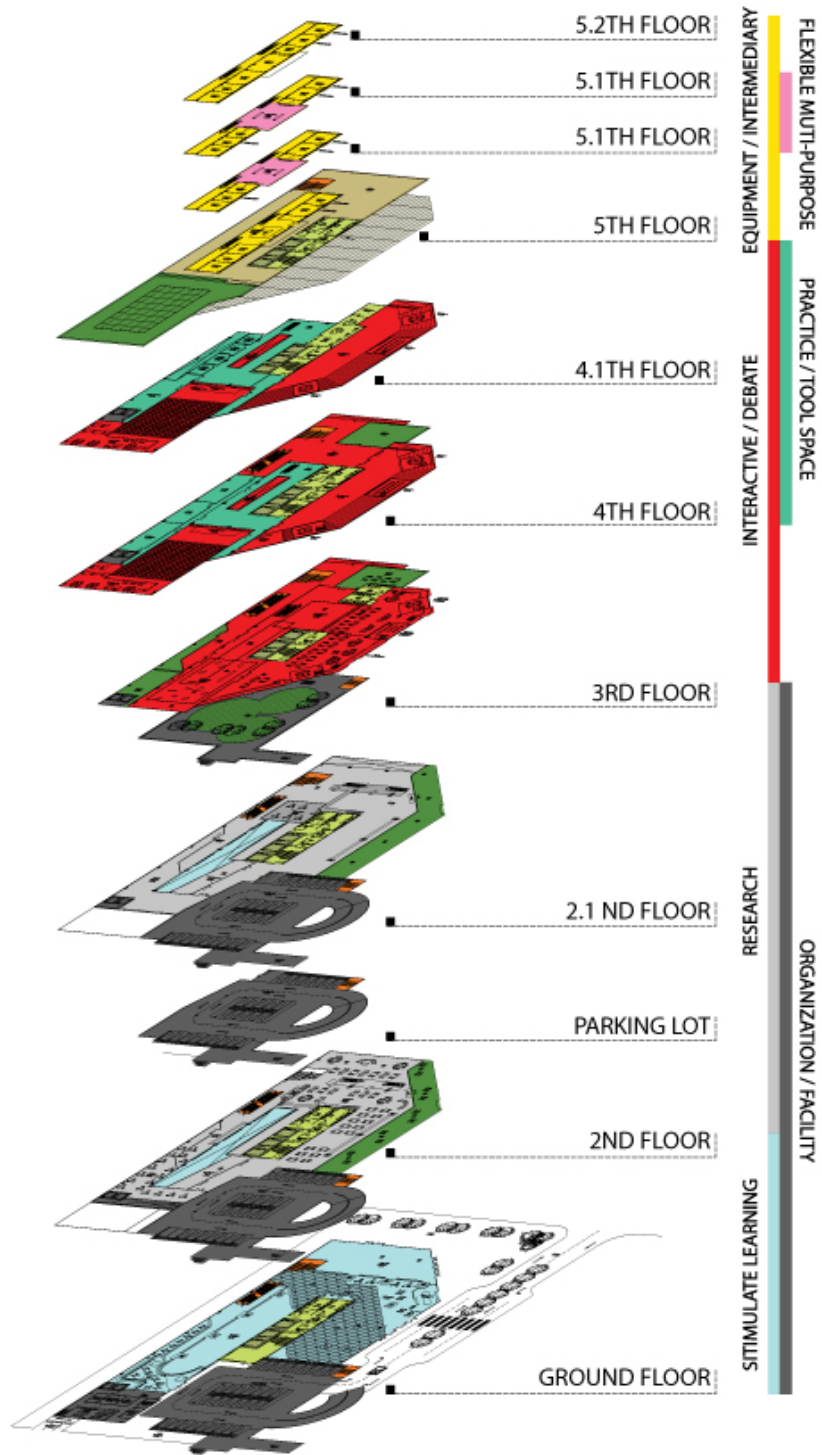 5.2TH FLOOR
5.1TH FLOOR
5.1TH FLOOR
5TH FLOOR
4.1TH FLOOR
4TH FLOOR
3RD FLOOR
2.1 ND FLOOR
PARKING LOT
2ND FLOOR
GROUND FLOOR
EQUIPMENT / INTERMEDIARY
FLEXIBLE MUTI-PURPOSE
INTERACTIVE / DEBATE
PRACTICE / TOOL SPACE
RESEARCH
ORGANIZATION / FACILITY
SITIMULATE LEARNING